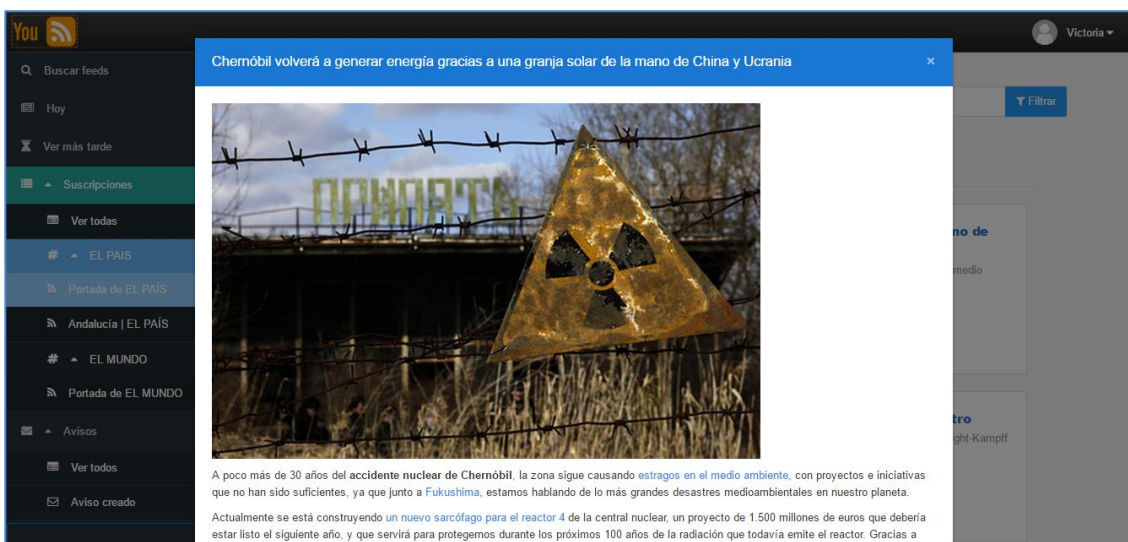 You
Victoria
Buscar feeds
Hoy
Ver más tarde
Suscripciones
Ver todas
# EL PAIS
Portada de EL PAÍS
Andalucía | EL PAÍS
# EL MUNDO
Portada de EL MUNDO
Avisos
Ver todos
Aviso creado
Chernóbil volverá a generar energía gracias a una granja solar de la mano de China y Ucrania ×
A poco más de 30 años del accidente nuclear de Chernóbil, la zona sigue causando estragos en el medio ambiente, con proyectos e iniciativas
que no han sido suficientes, ya que junto a Fukushima, estamos hablando de lo más grandes desastres medioambientales en nuestro planeta.
Actualmente se está construyendo un nuevo sarcófago para el reactor 4 de la central nuclear, un proyecto de 1.500 millones de euros que debería
estar listo el siguiente año, y que servirá para protegernos durante los próximos 100 años de la radiación que todavía emite el reactor. Gracias a
Filtrar
no de
medio
tro
ght-Kampff